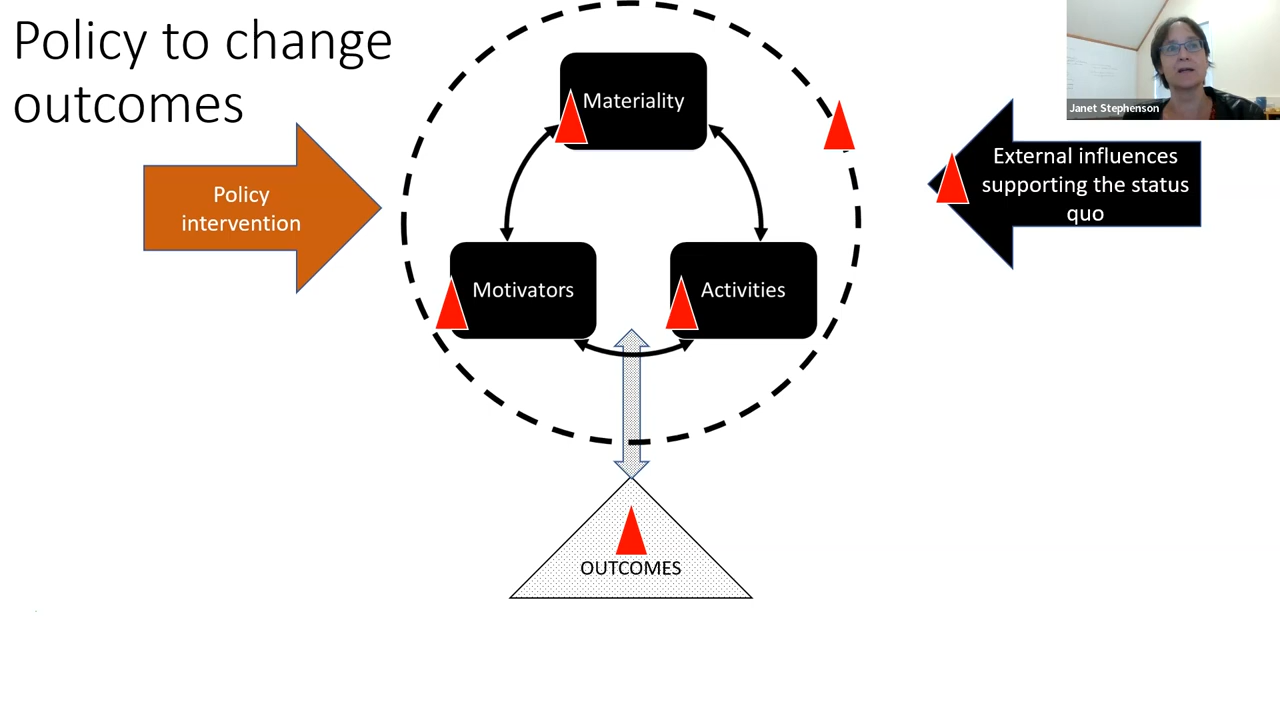 Policy to change
outcomes
Janet Stephenson
Materiality
External influences
supporting the status
quo
Policy
intervention
Motivators
Activities
OUTCOMES